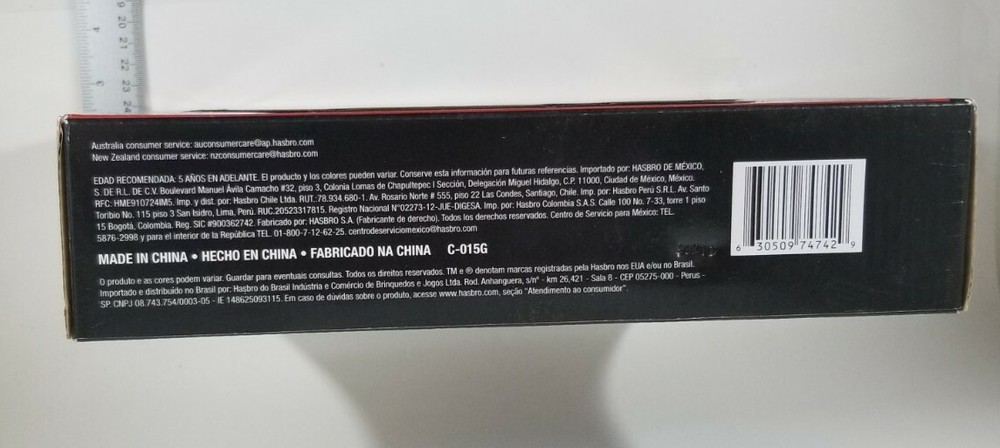 9 20 21 22 23 24
Australia consumer service: auconsumercare@ap.hasbro.com
New Zealand consumer service: nzconsumercare@hasbro.com
EDAD RECOMENDADA: 5 AÑOS EN ADELANTE. El producto y los colores pueden variar. Conserve esta información para futuras referencias. Importado por: HASBRO DE MÉXICO,
S. DE R.L. DE C.V. Boulevard Manuel Ávila Camacho #32, piso 3, Colonia Lomas de Chapultepec I Sección, Delegación Miguel Hidalgo, C.P. 11000, Ciudad de México, México.
RFC: HME910724IM5. Imp. y dist. por: Hasbro Chile Ltda. RUT.:78.934.680-1. Av. Rosario Norte # 555, piso 22 Las Condes, Santiago, Chile. Imp. por: Hasbro Perú S.R.L. Av. Santo
Toribio No. 115 piso 3 San Isidro, Lima, Perú. RUC.20523317815. Registro Nacional N°02273-12-JUE-DIGESA. Imp. por: Hasbro Colombia S.A.S. Calle 100 No. 7-33, torre 1 piso
15 Bogotá, Colombia. Reg. SIC #900362742. Fabricado por: HASBRO S.A. (Fabricante de derecho). Todos los derechos reservados. Centro de Servicio para México: TEL.
5876-2998 y para el interior de la República TEL. 01-800-7-12-62-25. centrodeserviciomexico@hasbro.com
MADE IN CHINA • HECHO EN CHINA • FABRICADO NA CHINA C-015G
O produto e as cores podem variar. Guardar para eventuais consultas. Todos os direitos reservados. TM e ® denotam marcas registradas pela Hasbro nos EUA e/ou no Brasil.
Importado e distribuído no Brasil por: Hasbro do Brasil Indústria e Comércio de Brinquedos e Jogos Ltda. Rod. Anhanguera, s/nº - km 26,421 - Sala 8 - CEP 05275-000 - Perus -
SP. CNPJ 08.743.754/0003-05 - IE 148625093115. Em caso de dúvidas sobre o produto, acesse www.hasbro.com, seção "Atendimento ao consumidor".
6 30509 74742 9